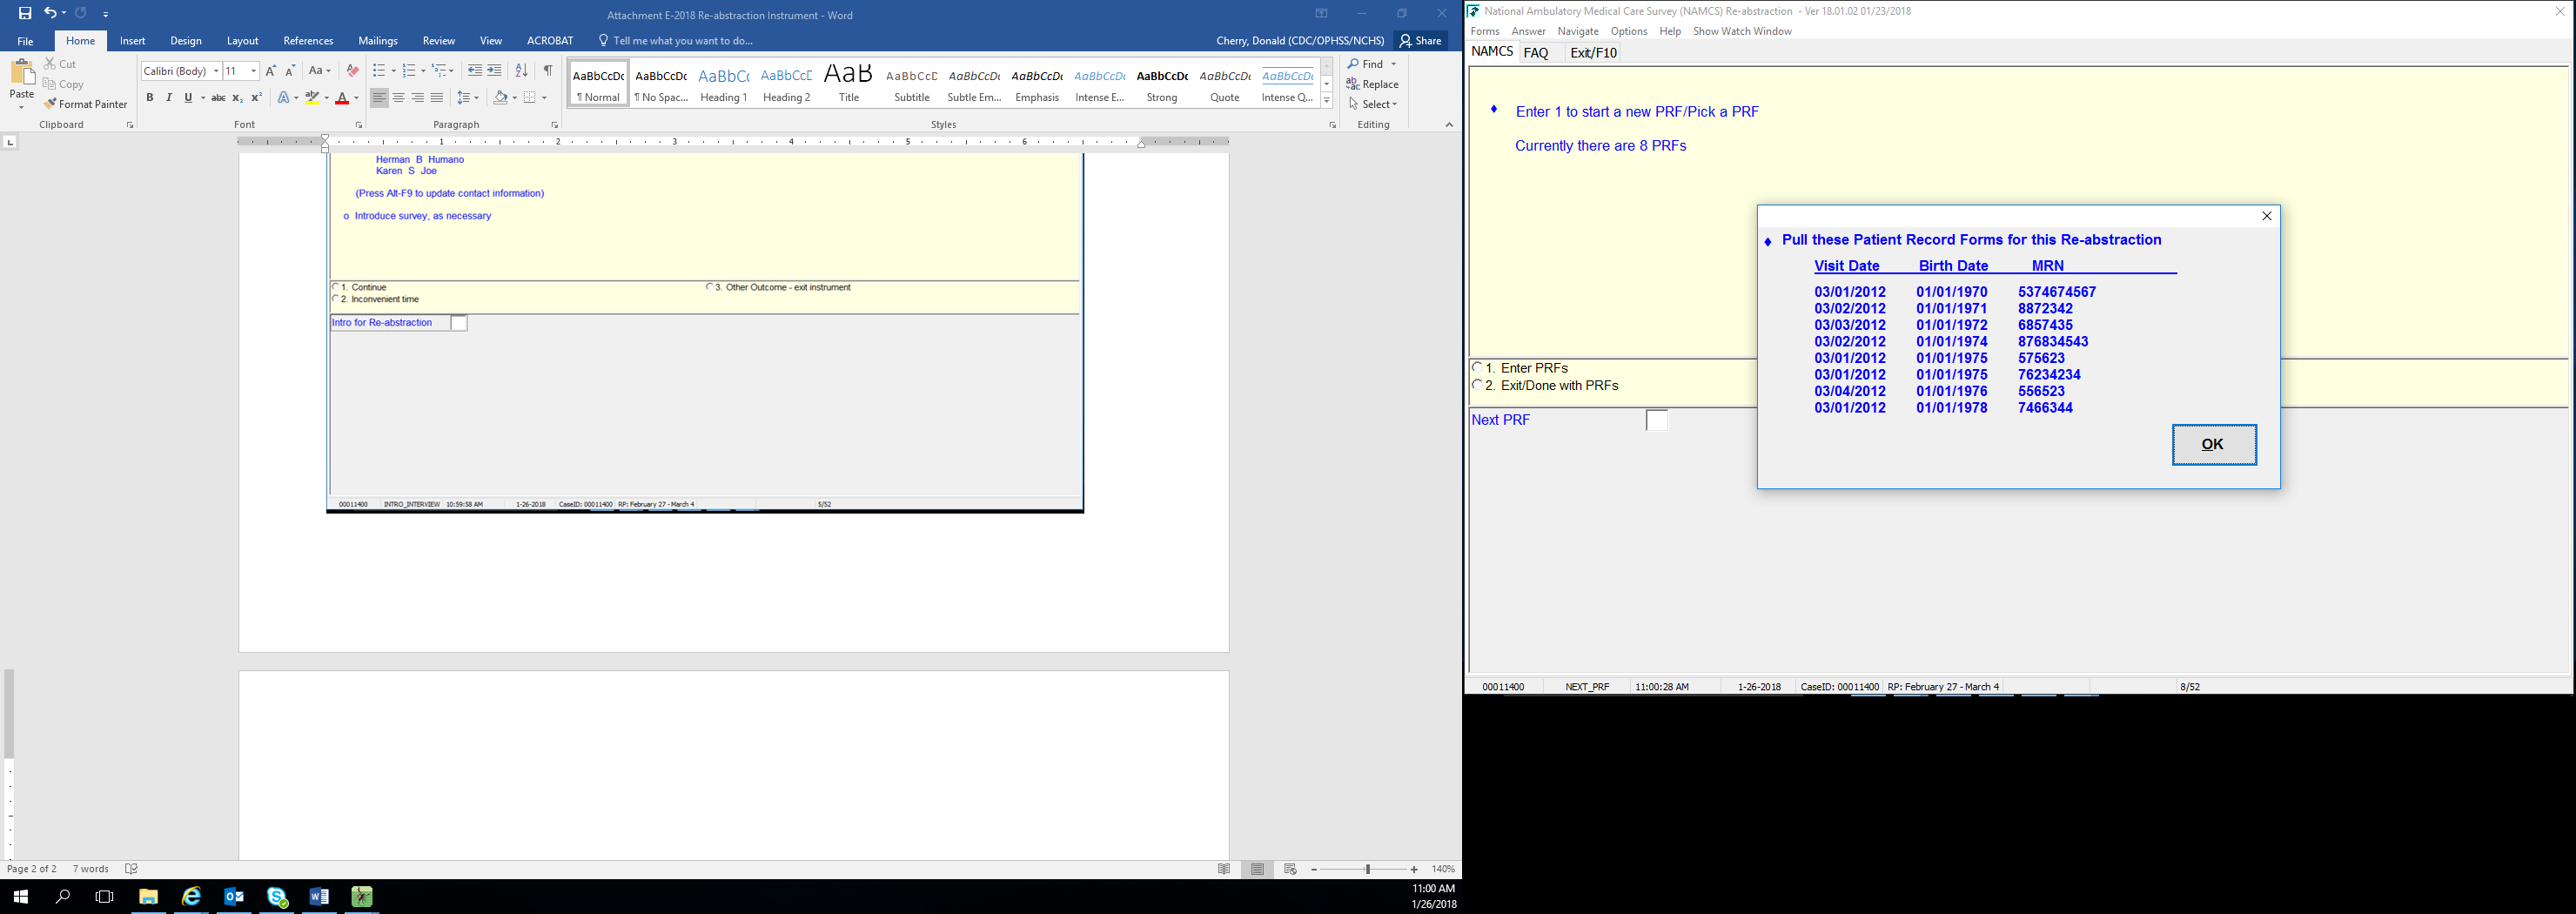 Attachment E-2018 Re-abstraction Instrument - Word
File Home Insert Design Layout References Mailings Review View ACROBAT Tell me what you want to do...
Cherry, Donald (CDC/OPHSS/NCHS) Share
Paste
Cut
Copy
Format Painter
Clipboard
Calibri (Body) 11
Font
Paragraph
AaBbCcDc AaBbCcDc AaBbCc AaBbCcE AaB AaBbCcD AaBbCcDc AaBbCcDc AaBbCcDc AaBbCcDc AaBbCcDc AaBbCcDc
¶ Normal ¶ No Spac... Heading 1 Heading 2 Title Subtitle Subtle Em... Emphasis Intense E... Strong Quote Intense Q...
Styles
Find
Replace
Select
Editing
1 2 3 4 5 6
Herman B Humano
Karen S Joe
(Press Alt-F9 to update contact information)
o Introduce survey, as necessary
1. Continue
2. Inconvenient time
3. Other Outcome - exit instrument
Intro for Re-abstraction
00011400 INTRO_INTERVIEW 10:59:58 AM 1-26-2018 CaseID: 00011400 RP: February 27 - March 4 5/52
Page 2 of 2 7 words
140%
11:00 AM
1/26/2018
National Ambulatory Medical Care Survey (NAMCS) Re-abstraction - Ver 18.01.02 01/23/2018
Forms Answer Navigate Options Help Show Watch Window
NAMCS FAQ Exit/F10
♦ Enter 1 to start a new PRF/Pick a PRF
Currently there are 8 PRFs
1. Enter PRFs
2. Exit/Done with PRFs
Next PRF
♦ Pull these Patient Record Forms for this Re-abstraction
Visit Date Birth Date MRN
03/01/2012 01/01/1970 5374674567
03/02/2012 01/01/1971 8872342
03/03/2012 01/01/1972 6857435
03/02/2012 01/01/1974 876834543
03/01/2012 01/01/1975 575623
03/01/2012 01/01/1975 76234234
03/04/2012 01/01/1976 556523
03/01/2012 01/01/1978 7466344
OK
00011400 NEXT_PRF 11:00:28 AM 1-26-2018 CaseID: 00011400 RP: February 27 - March 4 8/52